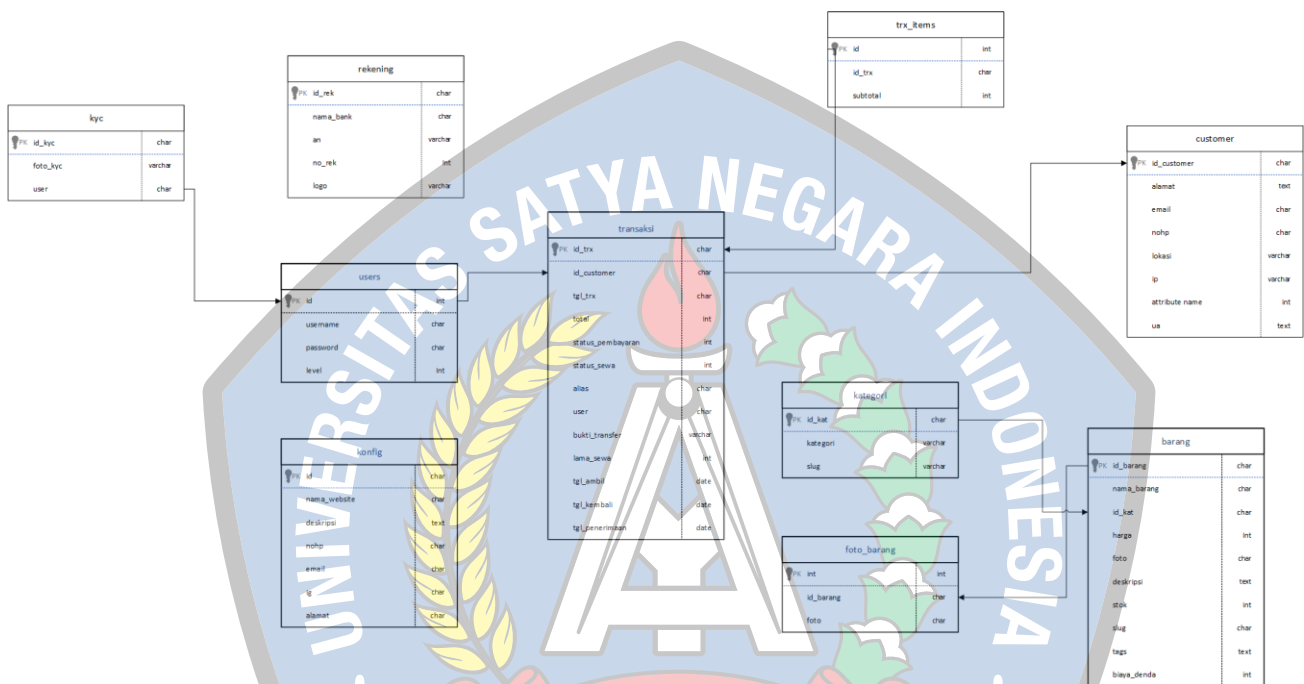 trx_items
PK id int
id_trx char
subtotal int
rekening
PK id_rek char
nama_bank char
an varchar
no_rek int
logo varchar
kyc
PK id_kyc char
foto_kyc varchar
user char
customer
PK id_customer char
alamat text
email char
nohp char
lokasi varchar
ip varchar
attribute name int
ua text
transaksi
PK id_trx char
id_customer char
tgl_trx char
total int
status_pembayaran int
status_sewa int
alias char
user char
bukti_transfer varchar
lama_sewa int
tgl_ambil date
tgl_kembali date
tgl_penerimaan date
users
PK id int
username char
password char
level int
konfig
PK id char
nama_website char
deskripsi text
nohp char
email char
ig char
alamat char
kategori
PK id_kat char
kategori varchar
slug varchar
foto_barang
PK int int
id_barang char
foto char
barang
PK id_barang char
nama_barang char
id_kat char
harga int
foto char
deskripsi text
stok int
slug char
tags text
biaya_denda int
UNIVERSITAS SATYA NEGARA INDONESIA